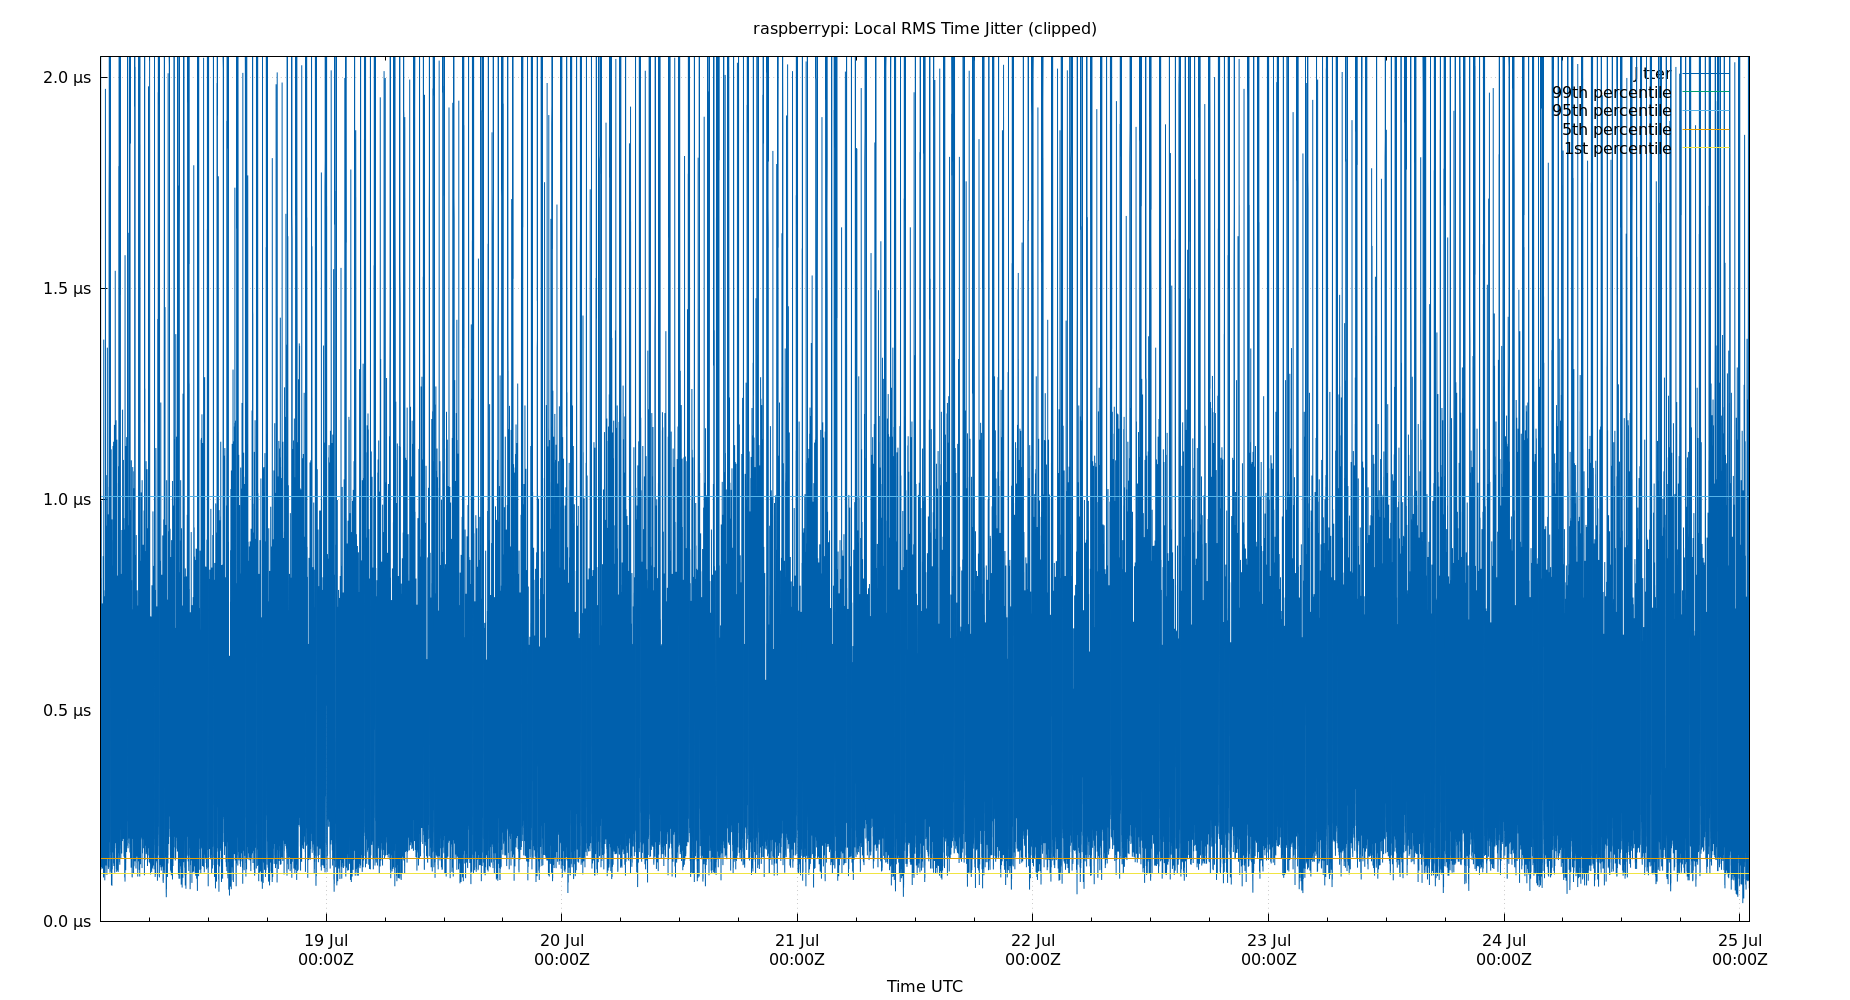 raspberrypi: Local RMS Time Jitter (clipped)
2.0 µs
1.5 µs
1.0 µs
0.5 µs
0.0 µs
Jitter
99th percentile
95th percentile
5th percentile
1st percentile
19 Jul
00:00Z
20 Jul
00:00Z
21 Jul
00:00Z
22 Jul
00:00Z
23 Jul
00:00Z
24 Jul
00:00Z
25 Jul
00:00Z
Time UTC